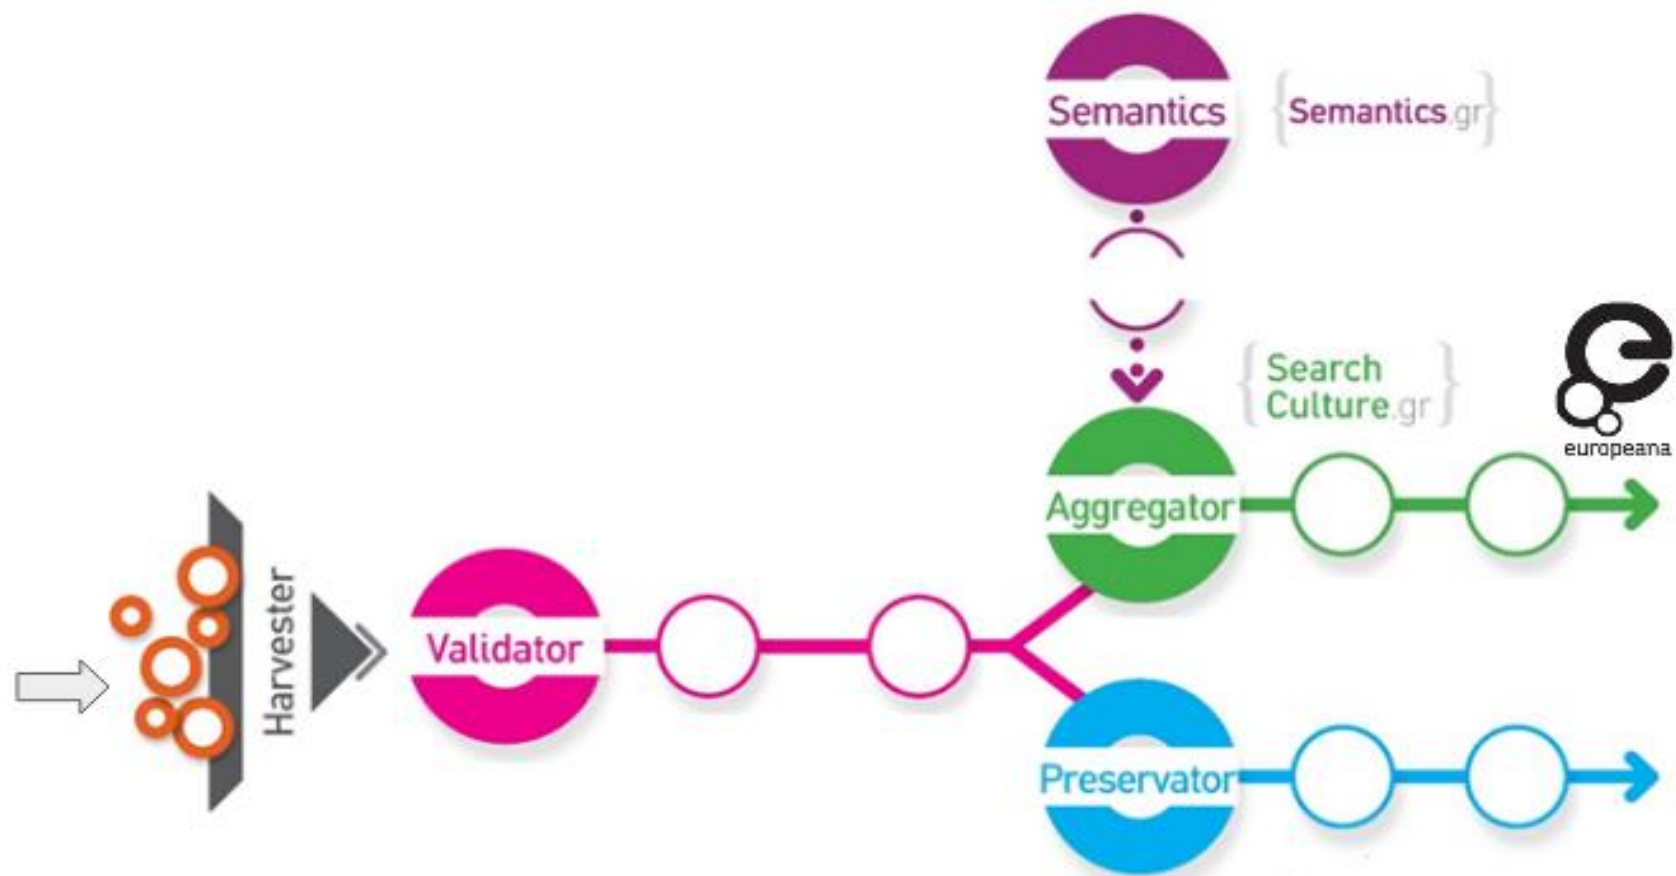 Semantics
{Semantics.gr}
{Search
Culture.gr}
europeana
Aggregator
Harvester
Validator
Preservator